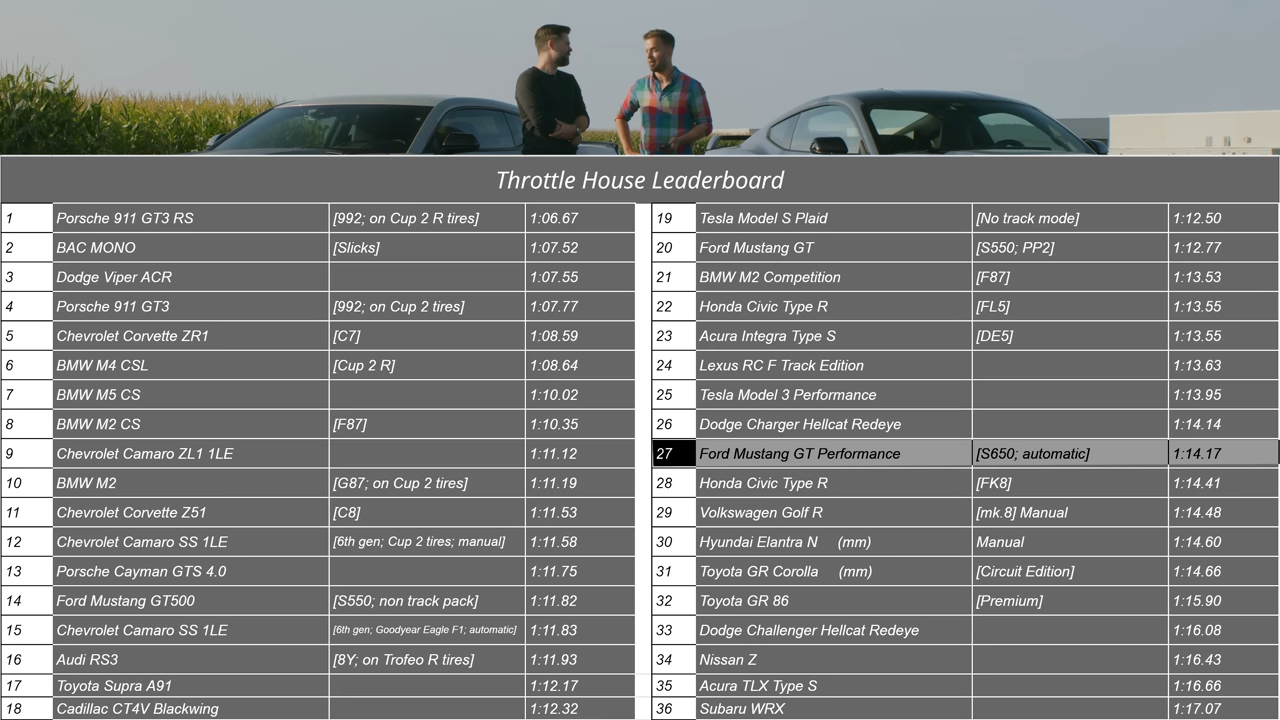 Throttle House Leaderboard
1 Porsche 911 GT3 RS [992; on Cup 2 R tires] 1:06.67
2 BAC MONO [Slicks] 1:07.52
3 Dodge Viper ACR 1:07.55
4 Porsche 911 GT3 [992; on Cup 2 tires] 1:07.77
5 Chevrolet Corvette ZR1 [C7] 1:08.59
6 BMW M4 CSL [Cup 2 R] 1:08.64
7 BMW M5 CS 1:10.02
8 BMW M2 CS [F87] 1:10.35
9 Chevrolet Camaro ZL1 1LE 1:11.12
10 BMW M2 [G87; on Cup 2 tires] 1:11.19
11 Chevrolet Corvette Z51 [C8] 1:11.53
12 Chevrolet Camaro SS 1LE [6th gen; Cup 2 tires; manual] 1:11.58
13 Porsche Cayman GTS 4.0 1:11.75
14 Ford Mustang GT500 [S550; non track pack] 1:11.82
15 Chevrolet Camaro SS 1LE [6th gen; Goodyear Eagle F1; automatic] 1:11.83
16 Audi RS3 [8Y; on Trofeo R tires] 1:11.93
17 Toyota Supra A91 1:12.17
18 Cadillac CT4V Blackwing 1:12.32
19 Tesla Model S Plaid [No track mode] 1:12.50
20 Ford Mustang GT [S550; PP2] 1:12.77
21 BMW M2 Competition [F87] 1:13.53
22 Honda Civic Type R [FL5] 1:13.55
23 Acura Integra Type S [DE5] 1:13.55
24 Lexus RC F Track Edition 1:13.63
25 Tesla Model 3 Performance 1:13.95
26 Dodge Charger Hellcat Redeye 1:14.14
27 Ford Mustang GT Performance [S650; automatic] 1:14.17
28 Honda Civic Type R [FK8] 1:14.41
29 Volkswagen Golf R [mk.8] Manual 1:14.48
30 Hyundai Elantra N (mm) Manual 1:14.60
31 Toyota GR Corolla (mm) [Circuit Edition] 1:14.66
32 Toyota GR 86 [Premium] 1:15.90
33 Dodge Challenger Hellcat Redeye 1:16.08
34 Nissan Z 1:16.43
35 Acura TLX Type S 1:16.66
36 Subaru WRX 1:17.07